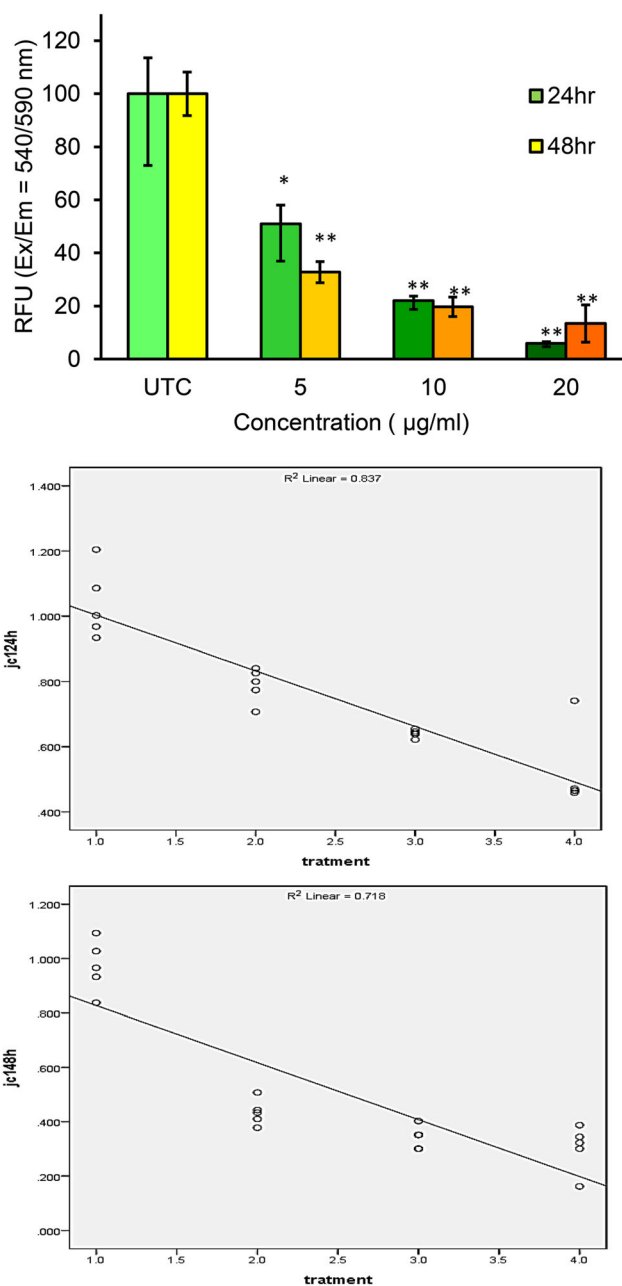 RFU (Ex/Em = 540/590 nm)
120
100
80
60
40
20
0
24hr
48hr
*
**
**
**
**
**
UTC 5 10 20
Concentration ( µg/ml)
R2 Linear = 0.837
jc124h
1.400
1.200
1.000
.800
.600
.400
1.0 1.5 2.0 2.5 3.0 3.5 4.0
tratment
R2 Linear = 0.718
jc148h
1.200
1.000
.800
.600
.400
.200
.000
1.0 1.5 2.0 2.5 3.0 3.5 4.0
tratment